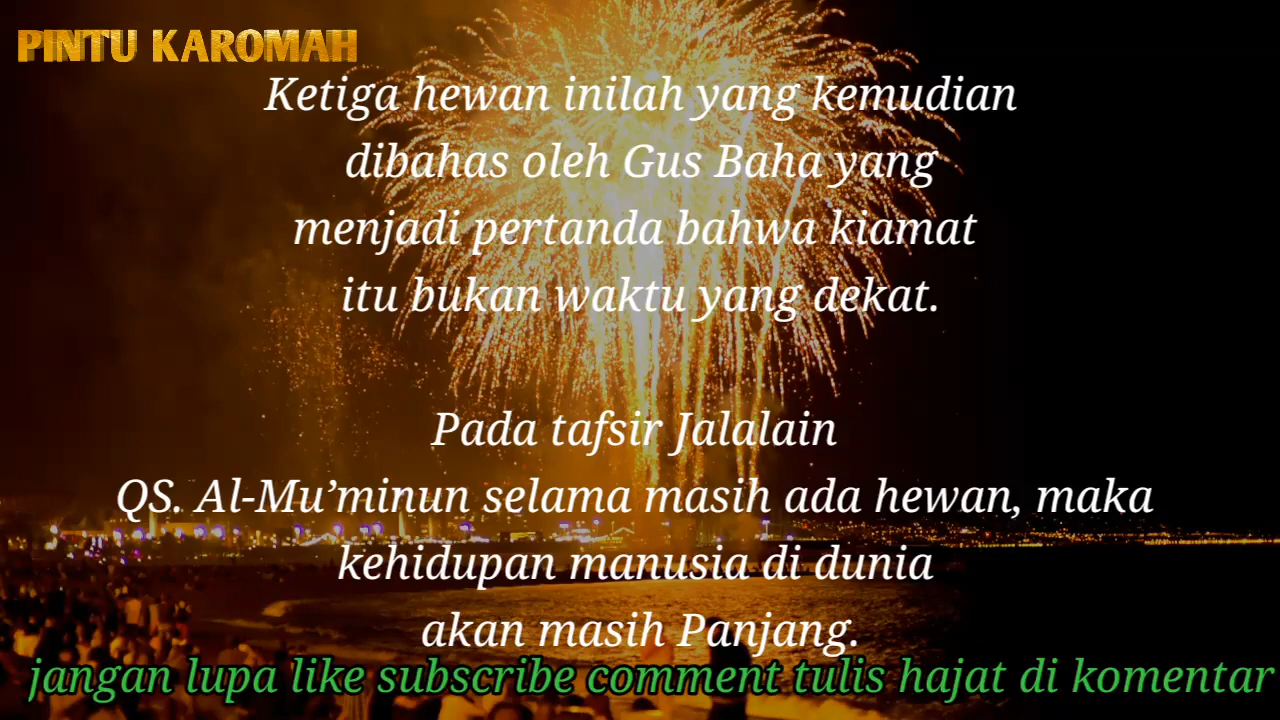 PINTU KAROMAH
Ketiga hewan inilah yang kemudian
dibahas oleh Gus Baha yang
menjadi pertanda bahwa kiamat
itu bukan waktu yang dekat.
Pada tafsir Jalalain
QS. Al-Mu’minun selama masih ada hewan, maka
kehidupan manusia di dunia
akan masih Panjang.
jangan lupa like subscribe comment tulis hajat di komentar